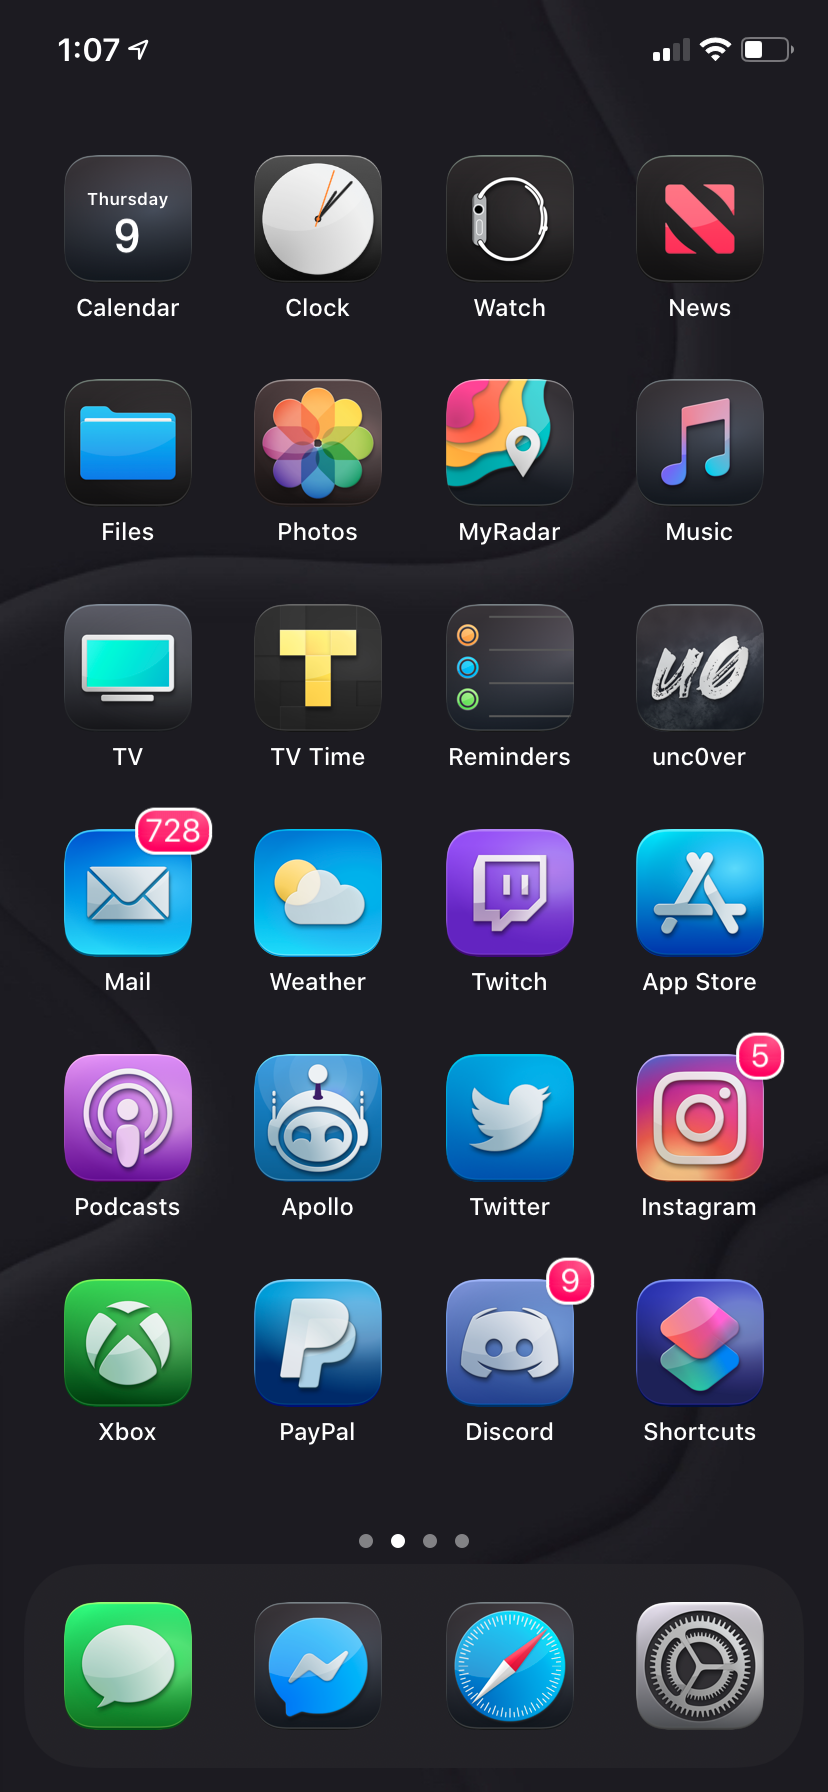 1:07
Thursday
9
Calendar
Clock
Watch
News
Files
Photos
MyRadar
Music
T
TV
TV Time
Reminders
u0
unc0ver
728
Mail
Weather
Twitch
App Store
Podcasts
Apollo
Twitter
5
Instagram
Xbox
PayPal
9
Discord
Shortcuts